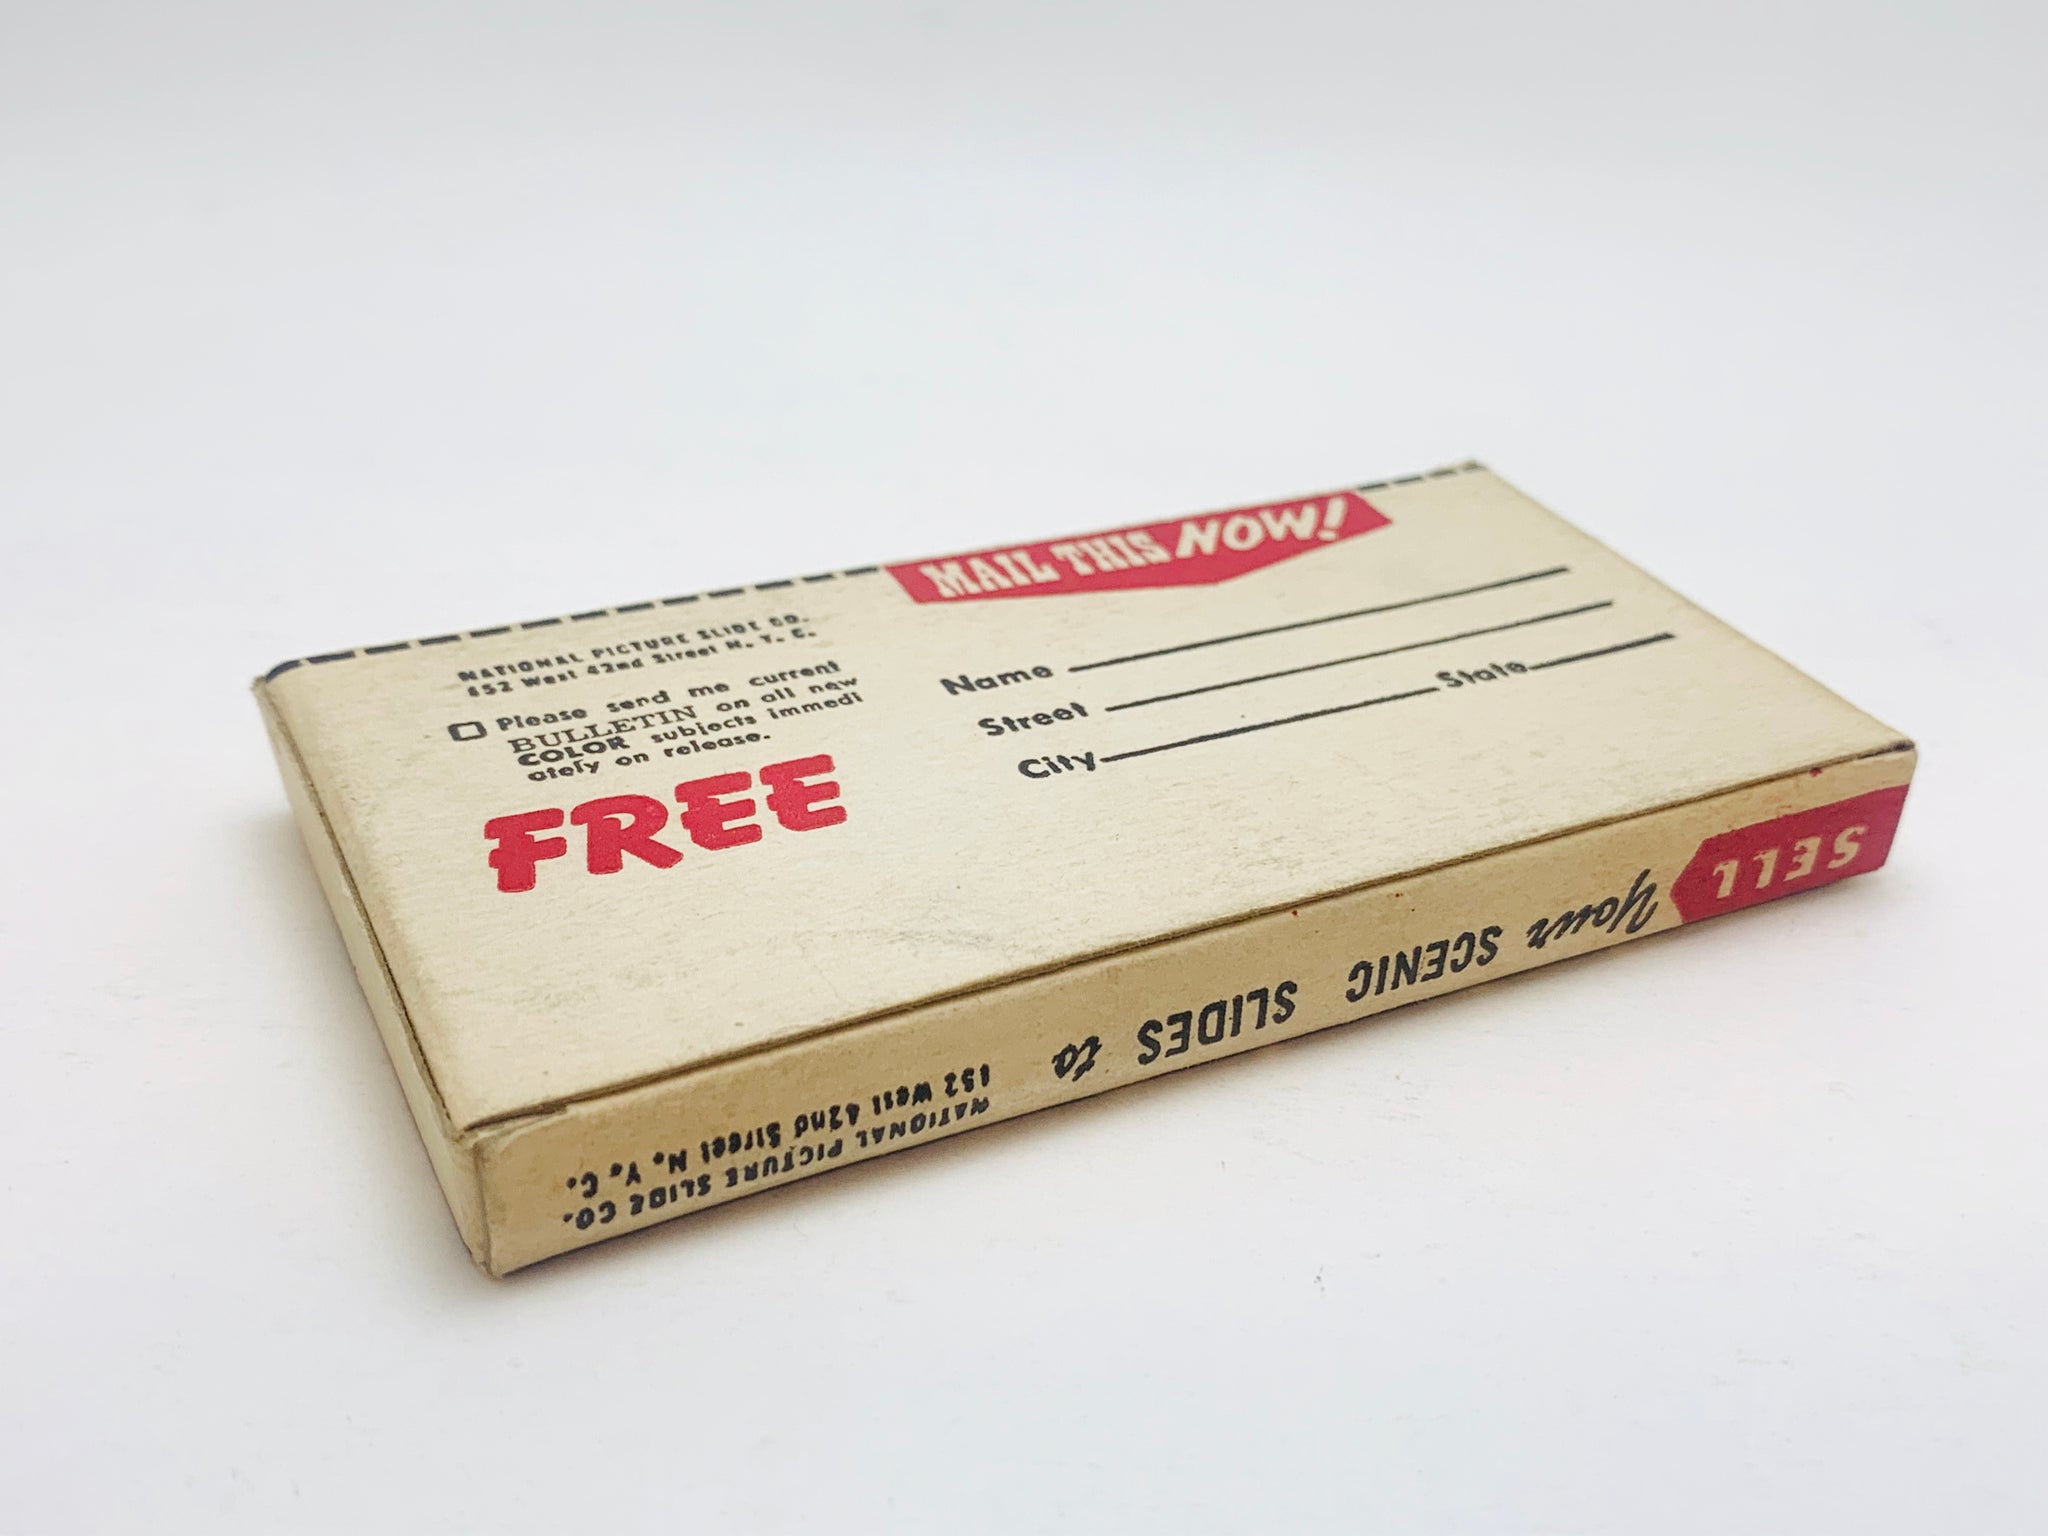 MAIL THIS NOW!
NATIONAL PICTURE SLIDE CO.
152 West 42nd Street N. Y. C.
Please send me current
BULLETIN on all new
COLOR subjects immedi
ately on release.
FREE
Name
Street
City State
SELL your SCENIC SLIDES to
NATIONAL PICTURE SLIDE CO.
152 West 42nd Street N. Y. C.